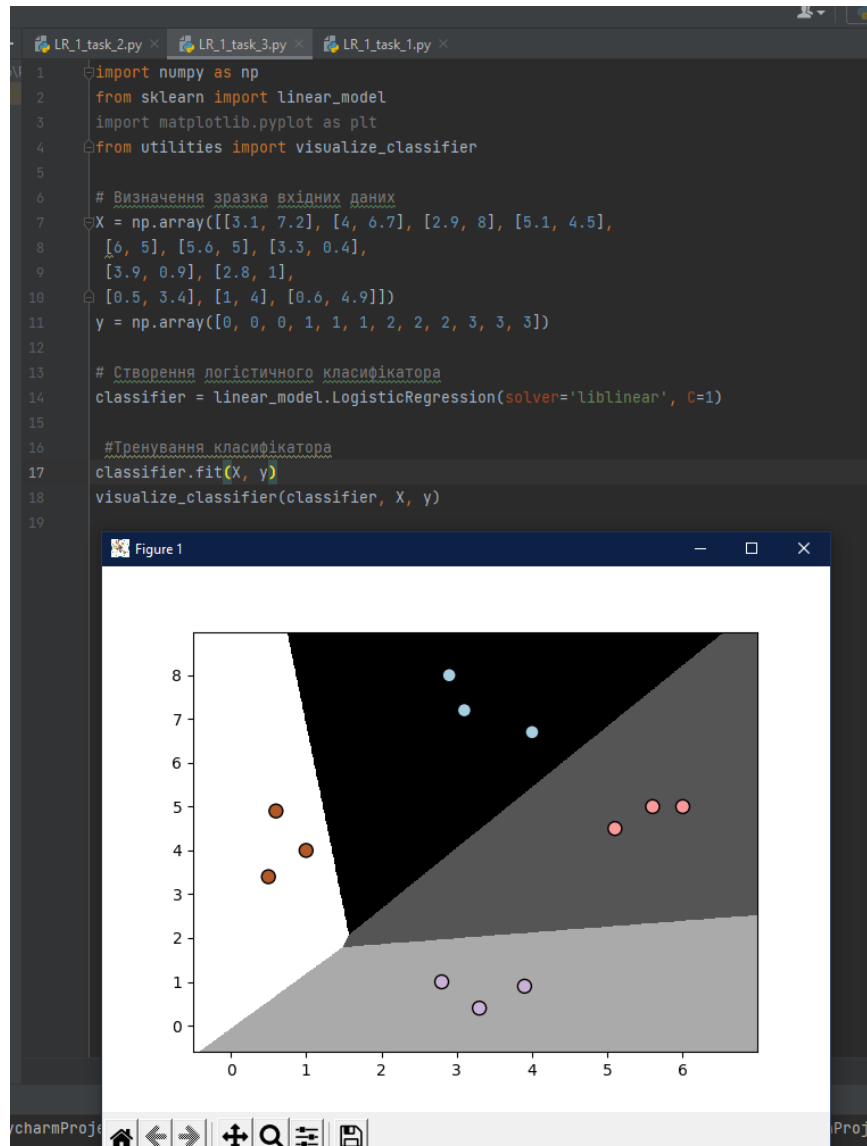 LR_1_task_2.py
LR_1_task_3.py
LR_1_task_1.py
1 import numpy as np
2 from sklearn import linear_model
3 import matplotlib.pyplot as plt
4 from utilities import visualize_classifier
5
6 # Визначення зразка вхідних даних
7 X = np.array([[3.1, 7.2], [4, 6.7], [2.9, 8], [5.1, 4.5],
8 [6, 5], [5.6, 5], [3.3, 0.4],
9 [3.9, 0.9], [2.8, 1],
10 [0.5, 3.4], [1, 4], [0.6, 4.9]])
11 y = np.array([0, 0, 0, 1, 1, 1, 2, 2, 2, 3, 3, 3])
12
13 # Створення логістичного класифікатора
14 classifier = linear_model.LogisticRegression(solver='liblinear', C=1)
15
16 #Тренування класифікатора
17 classifier.fit(X, y)
18 visualize_classifier(classifier, X, y)
19
Figure 1
8
7
6
5
4
3
2
1
0
0 1 2 3 4 5 6